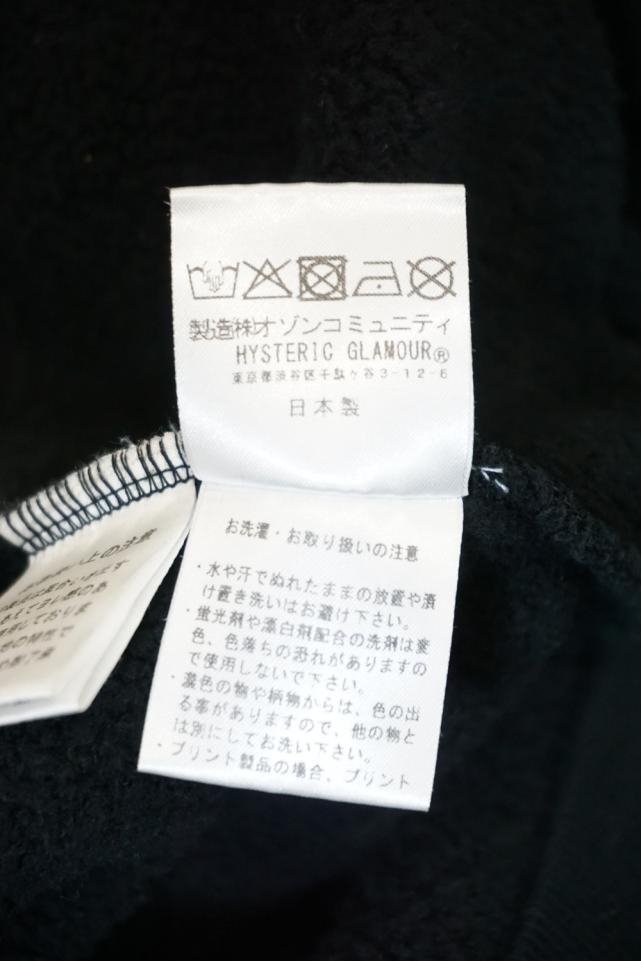 製造㈱オゾンコミュニティ
HYSTERIC GLAMOUR®
東京都渋谷区千駄ヶ谷3-12-6
日本製
お洗濯・お取り扱いの注意
・水や汗でぬれたままの放置や漬
け置き洗いはお避け下さい。
・蛍光剤や漂白剤配合の洗剤は変
色、色落ちの恐れがありますの
で使用しないで下さい。
・濃色の物や柄物からは、色の出
る事がありますので、他の物と
は別にしてお洗い下さい。
・プリント製品の場合、プリント
い上の注意